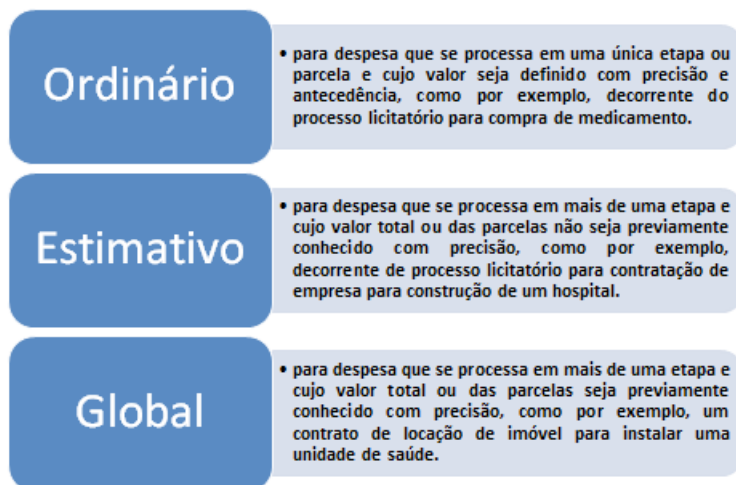 Ordinário
• para despesa que se processa em uma única etapa ou
parcela e cujo valor seja definido com precisão e
antecedência, como por exemplo, decorrente do
processo licitatório para compra de medicamento.
Estimativo
• para despesa que se processa em mais de uma etapa e
cujo valor total ou das parcelas não seja previamente
conhecido com precisão, como por exemplo,
decorrente de processo licitatório para contratação de
empresa para construção de um hospital.
Global
• para despesa que se processa em mais de uma etapa e
cujo valor total ou das parcelas seja previamente
conhecido com precisão, como por exemplo, um
contrato de locação de imóvel para instalar uma
unidade de saúde.